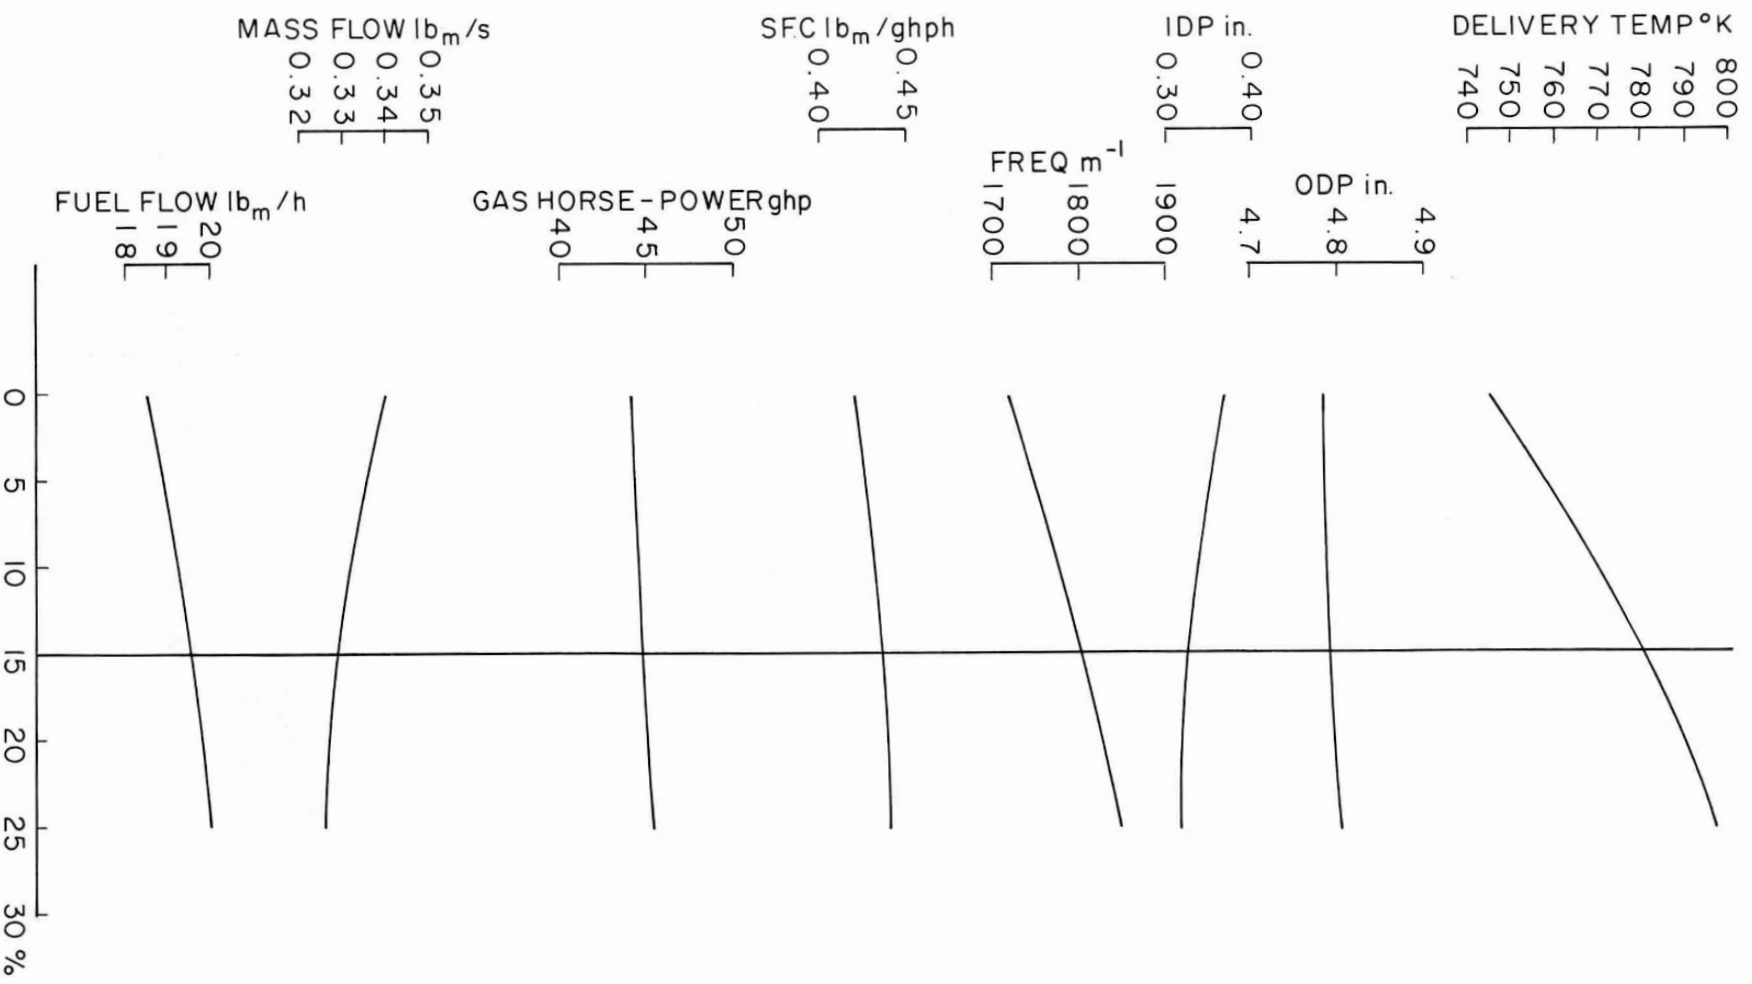 MASS FLOW lbm/s
0.32 0.33 0.34 0.35
SFC lbm/ghph
0.40 0.45
IDP in.
0.30 0.40
DELIVERY TEMP°K
740 750 760 770 780 790 800
FUEL FLOW lbm/h
18 19 20
GAS HORSE-POWER ghp
40 45 50
FREQ m⁻¹
1700 1800 1900
ODP in.
4.7 4.8 4.9
0
5
10
15
20
25
30 %